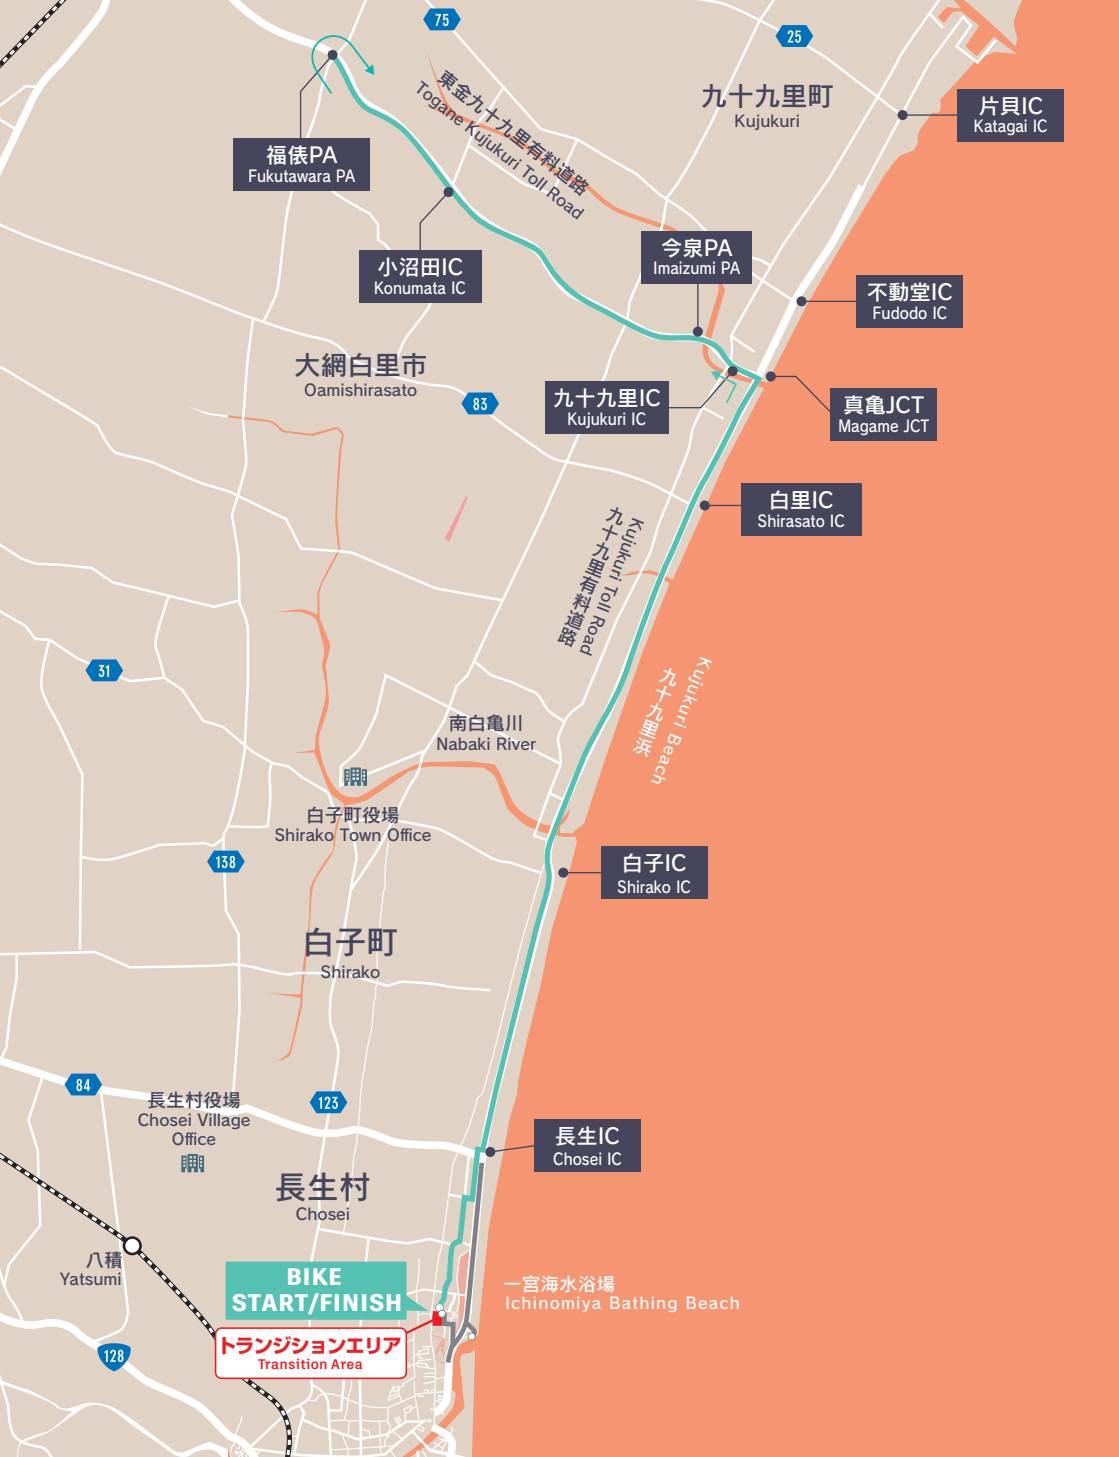 75
25
東金九十九里有料道路
Togane Kujukuri Toll Road
九十九里町
Kujukuri
片貝IC
Katagai IC
福俵PA
Fukutawara PA
小沼田IC
Konumata IC
今泉PA
Imaizumi PA
不動堂IC
Fudodo IC
大網白里市
Oamishirasato
83
九十九里IC
Kujukuri IC
真亀JCT
Magame JCT
白里IC
Shirasato IC
Kujukuri Toll Road
九十九里有料道路
31
Kujukuri Beach
九十九里浜
南白亀川
Nabaki River
白子町役場
Shirako Town Office
138
白子IC
Shirako IC
白子町
Shirako
84
長生村役場
Chosei Village
Office
123
長生IC
Chosei IC
長生村
Chosei
八積
Yatsumi
BIKE
START/FINISH
一宮海水浴場
Ichinomiya Bathing Beach
トランジションエリア
Transition Area
128